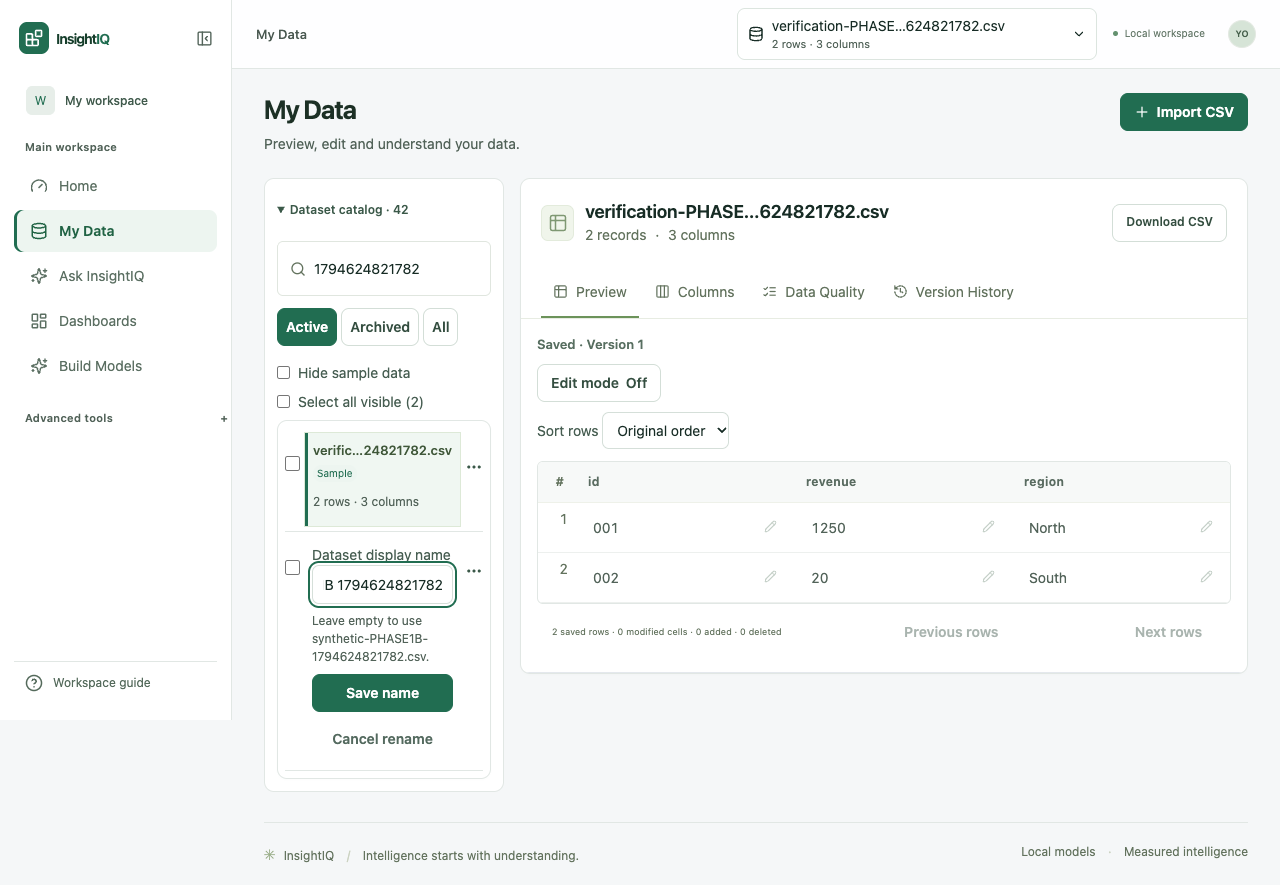 InsightIQ
My Data
verification-PHASE...624821782.csv
2 rows · 3 columns
Local workspace
YO
W
My workspace
Main workspace
Home
My Data
Ask InsightIQ
Dashboards
Build Models
Advanced tools
+
Workspace guide
My Data
Preview, edit and understand your data.
+ Import CSV
▼ Dataset catalog · 42
1794624821782
Active
Archived
All
Hide sample data
Select all visible (2)
verific...24821782.csv
Sample
2 rows · 3 columns
Dataset display name
B 1794624821782
Leave empty to use
synthetic-PHASE1B-
1794624821782.csv.
Save name
Cancel rename
verification-PHASE...624821782.csv
2 records · 3 columns
Download CSV
Preview
Columns
Data Quality
Version History
Saved · Version 1
Edit mode Off
Sort rows Original order
# id revenue region
1 001 1250 North
2 002 20 South
2 saved rows · 0 modified cells · 0 added · 0 deleted
Previous rows
Next rows
InsightIQ / Intelligence starts with understanding.
Local models · Measured intelligence